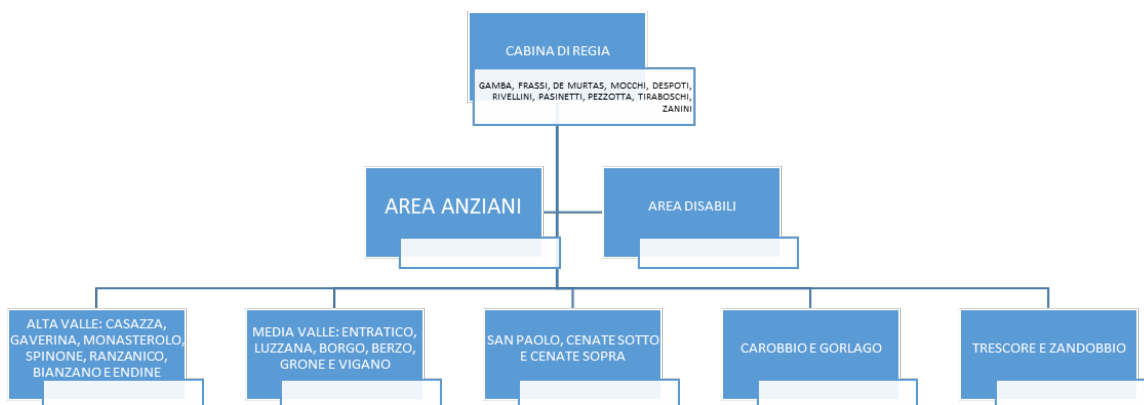 CABINA DI REGIA
GAMBA, FRASSI, DE MURTAS, MOCCHI, DESPOTI,
RIVELLINI, PASINETTI, PEZZOTTA, TIRABOSCHI,
ZANINI
AREA ANZIANI
AREA DISABILI
ALTA VALLE: CASAZZA,
GAVERINA, MONASTEROLO,
SPINONE, RANZANICO,
BIANZANO E ENDINE
MEDIA VALLE: ENTRATICO,
LUZZANA, BORGO, BERZO,
GRONE E VIGANO
SAN PAOLO, CENATE SOTTO
E CENATE SOPRA
CAROBBIO E GORLAGO
TRESCORE E ZANDOBBIO